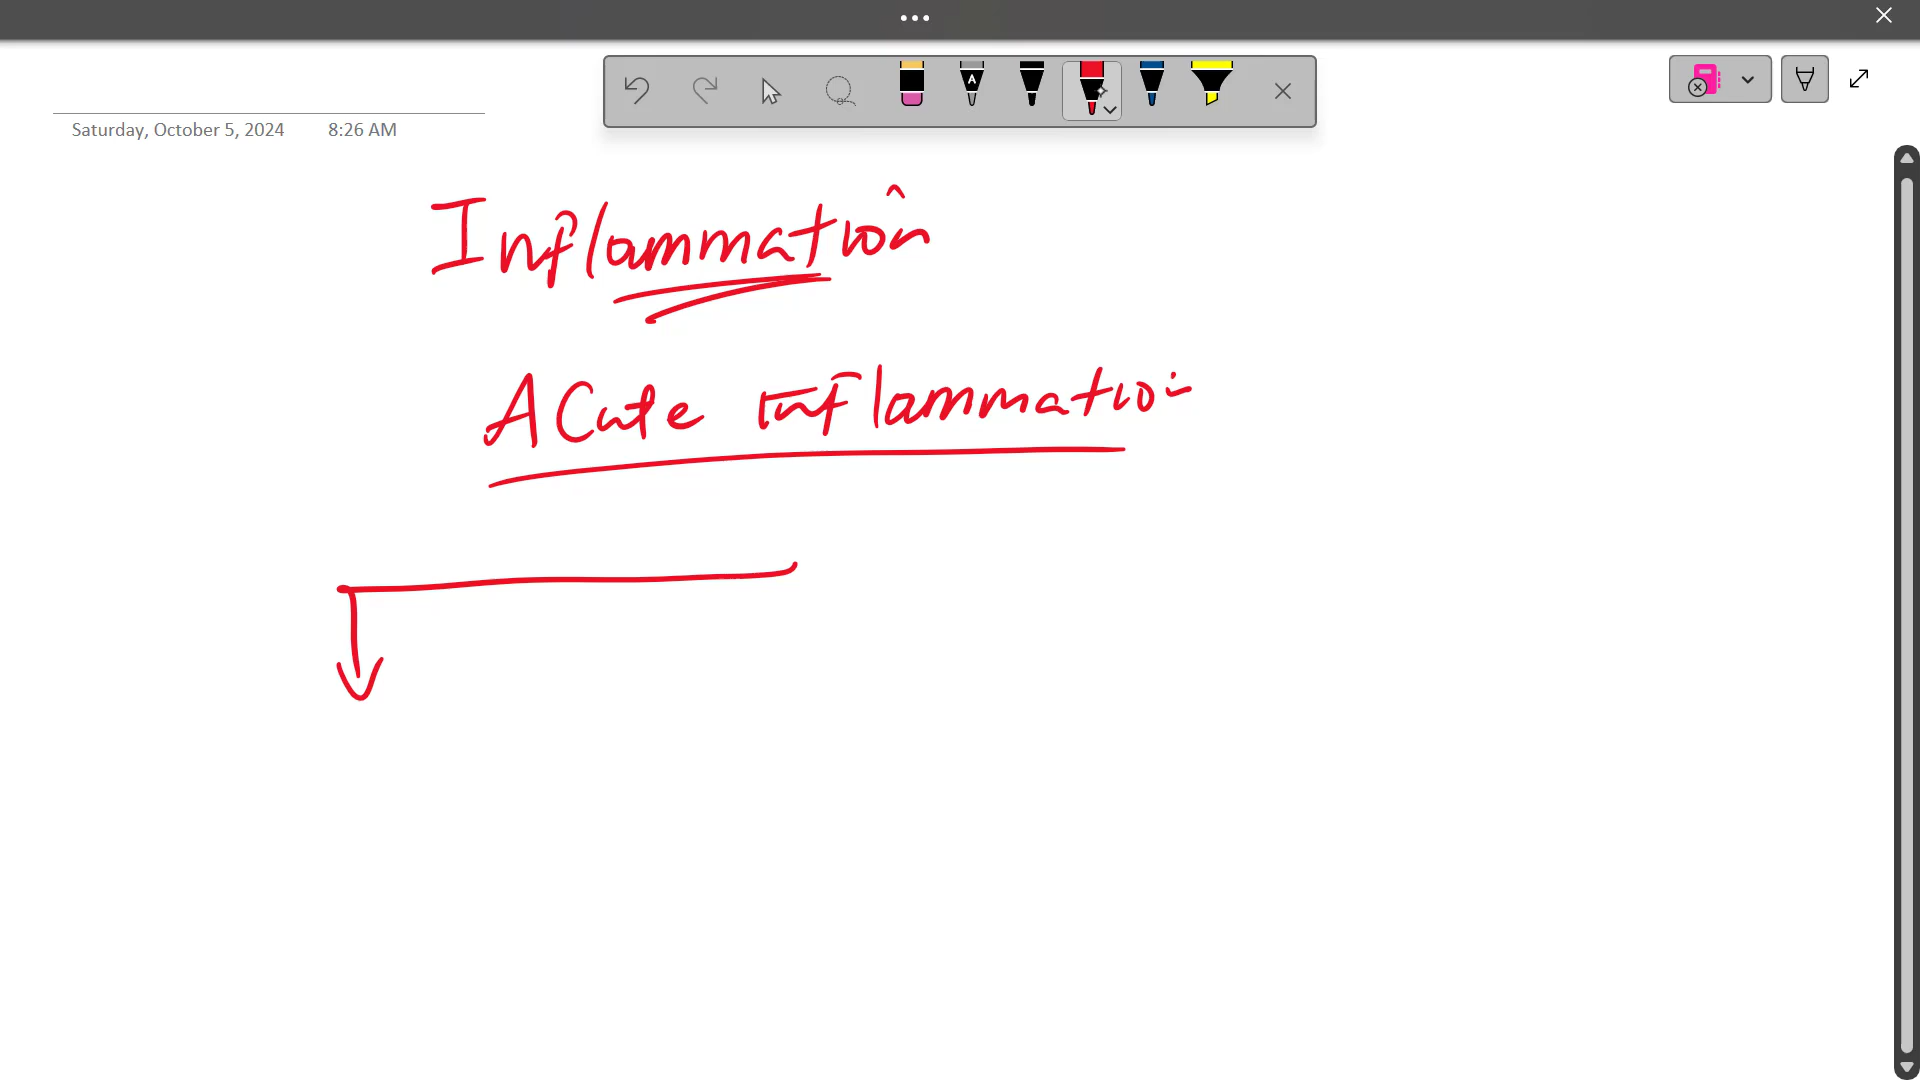 Saturday, October 5, 2024 8:26 AM
Inflammation
Acute inflammation